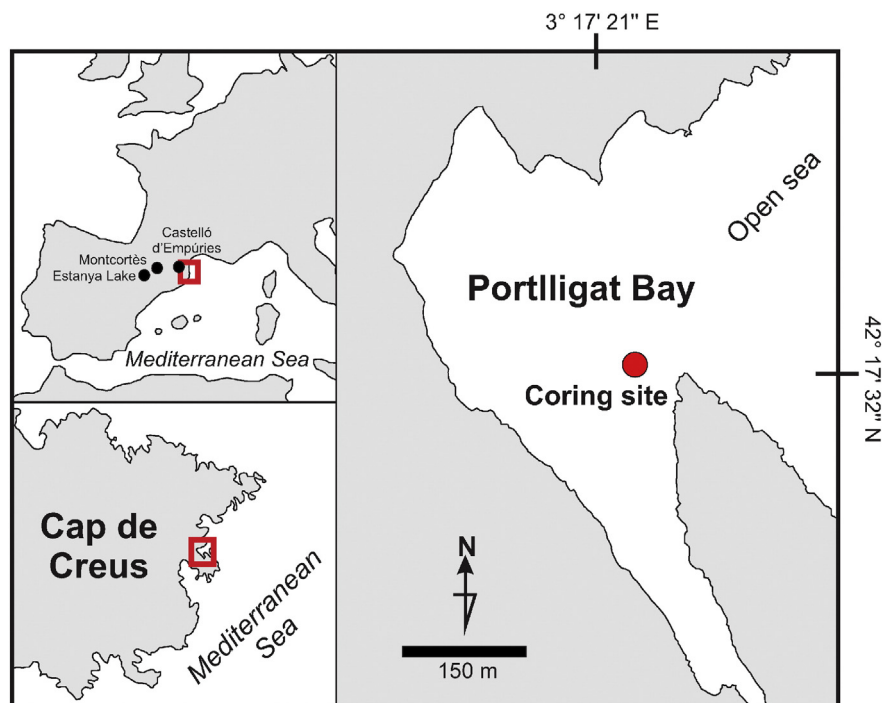 3° 17' 21'' E
Castelló
d'Empúries
Montcortès
Estanya Lake
Mediterranean Sea
Cap de
Creus
Mediterranean
Sea
Open sea
Portlligat Bay
Coring site
42° 17' 32'' N
N
150 m